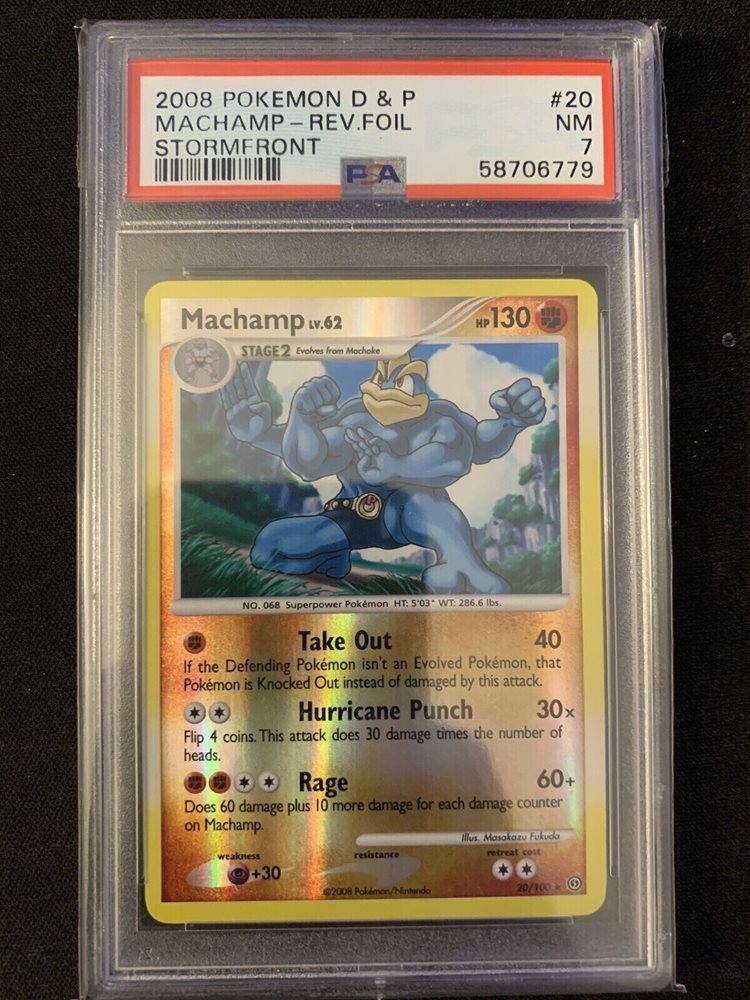 2008 POKEMON D & P #20
MACHAMP - REV.FOIL NM
STORMFRONT 7
PSA 58706779
Machamp LV.62 HP 130
STAGE2 Evolves from Machoke
NO. 068 Superpower Pokémon HT: 5'03" WT: 286.6 lbs.
Take Out 40
If the Defending Pokémon isn't an Evolved Pokémon, that
Pokémon is Knocked Out instead of damaged by this attack.
Hurricane Punch 30x
Flip 4 coins. This attack does 30 damage times the number of
heads.
Rage 60+
Does 60 damage plus 10 more damage for each damage counter
on Machamp.
Illus. Masakazu Fukuda
weakness resistance retreat cost
+30
©2008 Pokémon/Nintendo 20/100 ★